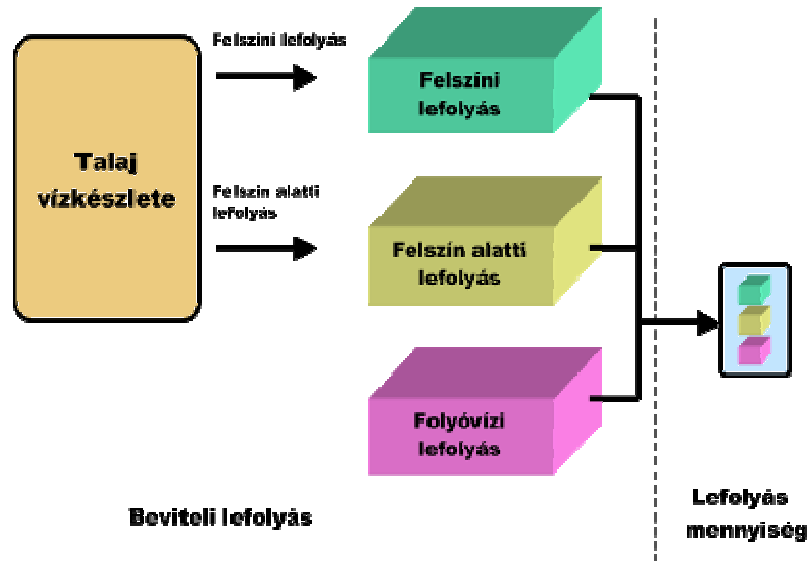 Felszíni lefolyás
Talaj
vízkészlete
Felszín alatti
lefolyás
Felszíni
lefolyás
Felszín alatti
lefolyás
Folyóvízi
lefolyás
Beviteli lefolyás
Lefolyás
mennyiség